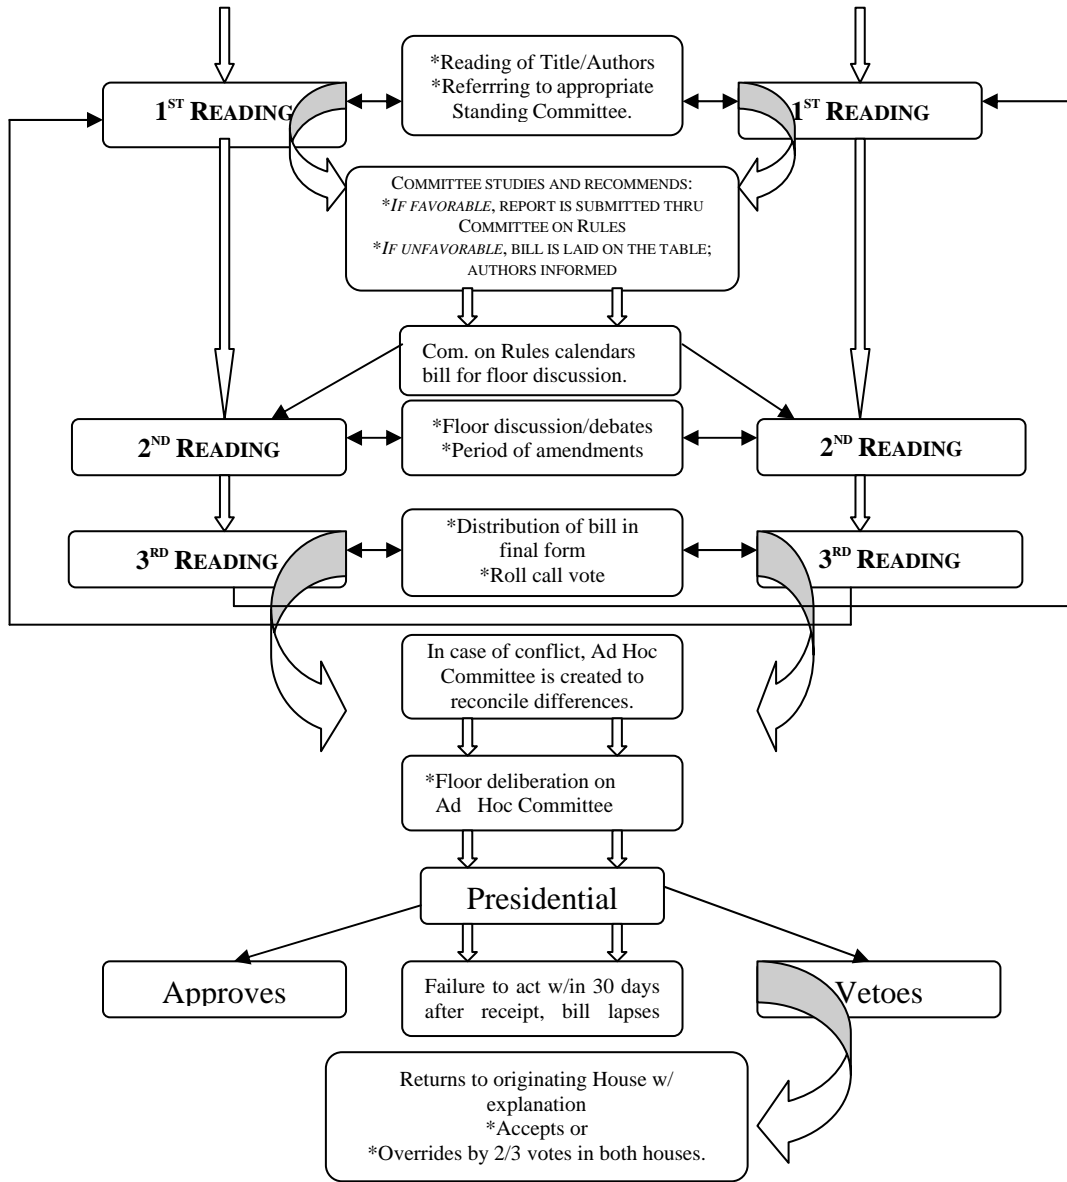 *Reading of Title/Authors
*Referrring to appropriate
Standing Committee.
1ST READING
1ST READING
COMMITTEE STUDIES AND RECOMMENDS:
*IF FAVORABLE, REPORT IS SUBMITTED THRU
COMMITTEE ON RULES
*IF UNFAVORABLE, BILL IS LAID ON THE TABLE;
AUTHORS INFORMED
Com. on Rules calendars
bill for floor discussion.
2ND READING
*Floor discussion/debates
*Period of amendments
2ND READING
3RD READING
*Distribution of bill in
final form
*Roll call vote
3RD READING
In case of conflict, Ad Hoc
Committee is created to
reconcile differences.
*Floor deliberation on
Ad Hoc Committee
Presidential
Approves
Failure to act w/in 30 days
after receipt, bill lapses
Vetoes
Returns to originating House w/
explanation
*Accepts or
*Overrides by 2/3 votes in both houses.